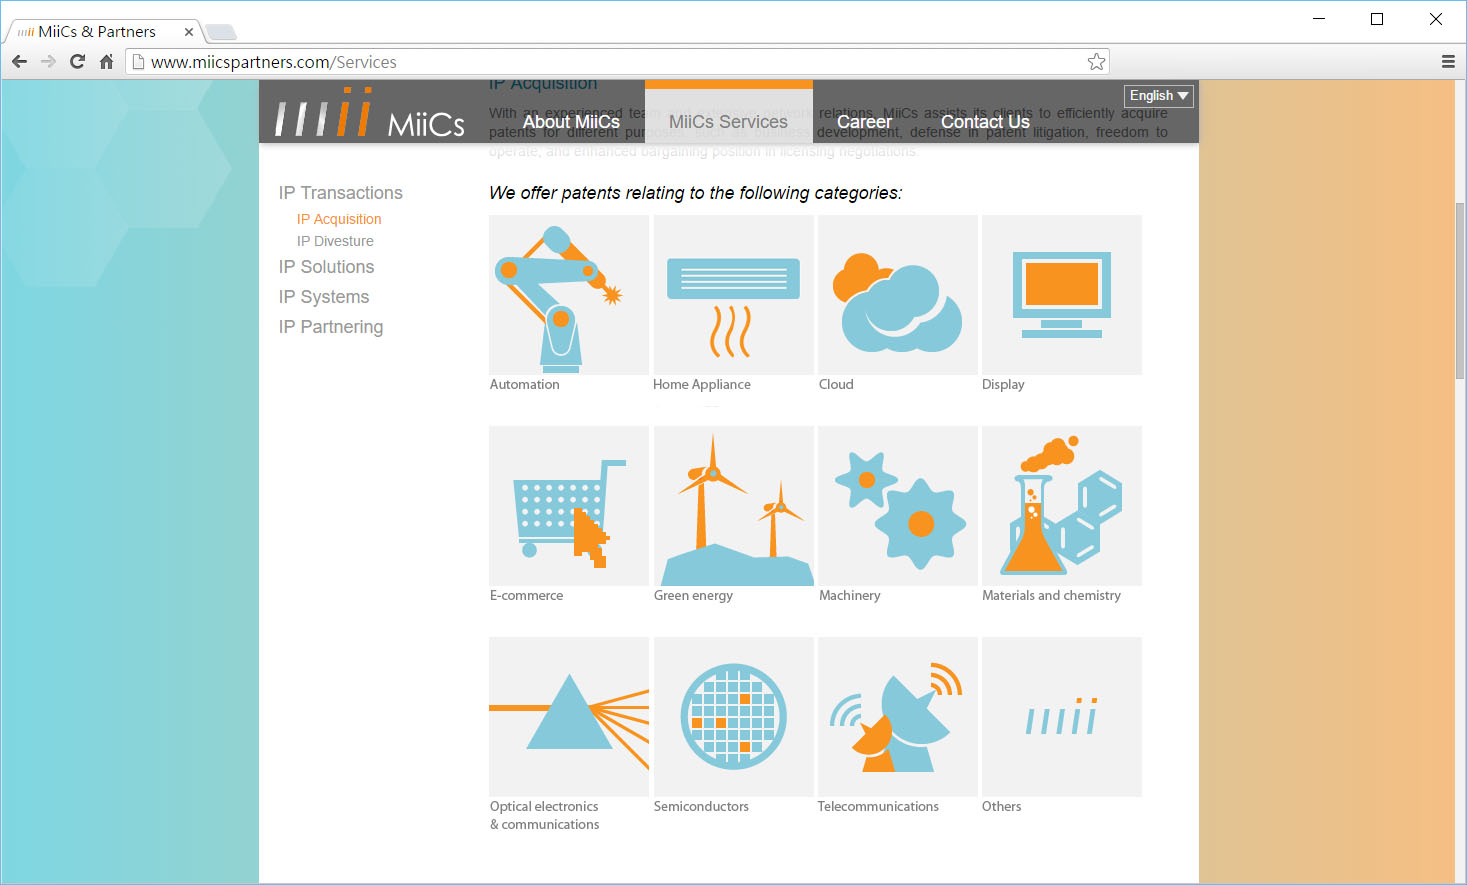 MiiCs & Partners
www.miicspartners.com/Services
IP Acquisition
English
With an experienced team relations, MiiCs assists its clients to efficiently acquire
patents for different business development, defense in patent litigation, freedom to
operate, and enhanced bargaining position in licensing negotiations.
MiiCs
About MiiCs
MiiCs Services
Career
Contact Us
IP Transactions
IP Acquisition
IP Divesture
IP Solutions
IP Systems
IP Partnering
We offer patents relating to the following categories:
Automation
Home Appliance
Cloud
Display
E-commerce
Green energy
Machinery
Materials and chemistry
Optical electronics
& communications
Semiconductors
Telecommunications
Others